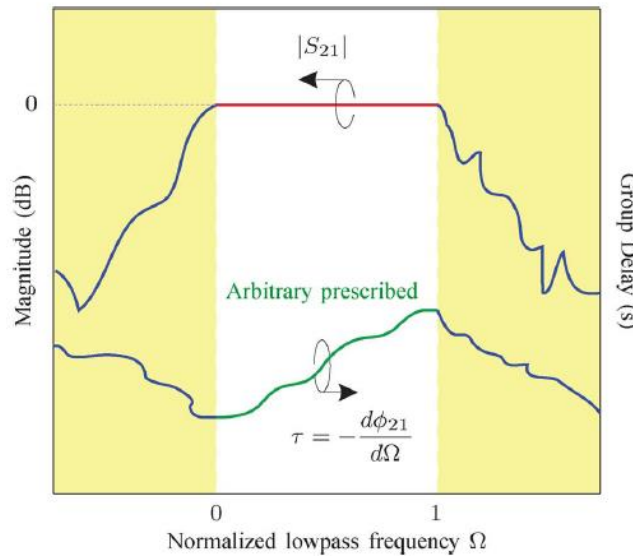 |S₂₁|
0
Magnitude (dB)
Group Delay (s)
Arbitrary prescribed
τ = −dϕ₂₁/dΩ
0 1
Normalized lowpass frequency Ω